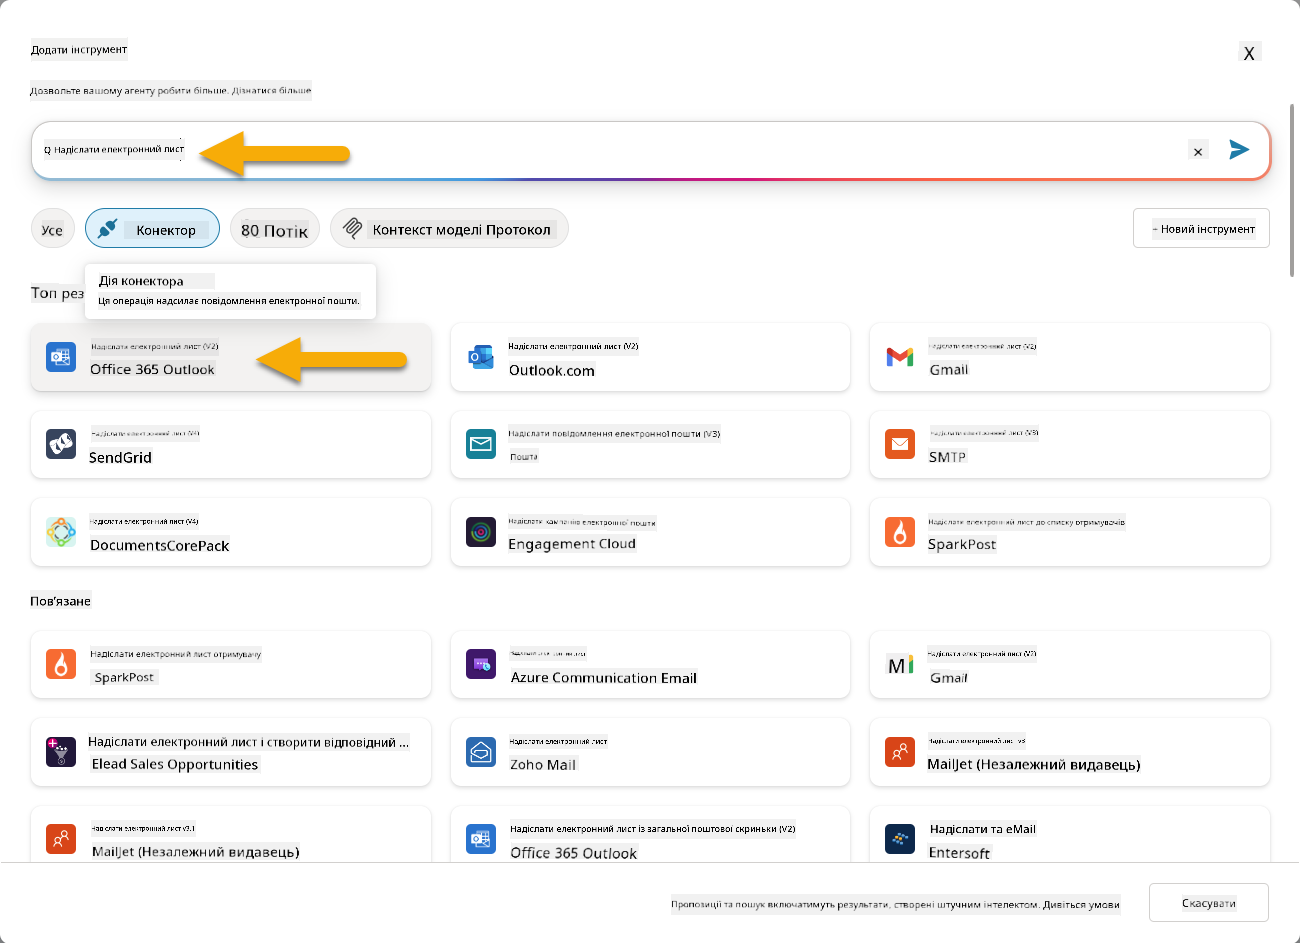 Додати інструмент
X
Дозвольте вашому агенту робити більше. Дізнатися більше
Q Надіслати електронний лист
×
Усе
Конектор
80 Потік
Контекст моделі Протокол
+ Новий інструмент
Дія конектора
Ця операція надсилає повідомлення електронної пошти.
Топ рез
Надіслати електронний лист (V2)
Office 365 Outlook
Надіслати електронний лист (V2)
Outlook.com
Надіслати електронний лист (V2)
Gmail
Надіслати електронний лист (V4)
SendGrid
Надіслати повідомлення електронної пошти (V3)
Пошта
Надіслати електронний лист (V3)
SMTP
Надіслати електронний лист (V4)
DocumentsCorePack
Надіслати кампанію електронної пошти
Engagement Cloud
Надіслати електронний лист до списку отримувачів
SparkPost
Пов’язане
Надіслати електронний лист отримувачу
SparkPost
Надіслати електронний лист
Azure Communication Email
M
Надіслати електронний лист (V2)
Gmail
Надіслати електронний лист і створити відповідний ...
Elead Sales Opportunities
Надіслати електронний лист
Zoho Mail
Надіслати електронний лист v3
MailJet (Незалежний видавець)
Надіслати електронний лист v3.1
MailJet (Незалежний видавець)
Надіслати електронний лист із загальної поштової скриньки (V2)
Office 365 Outlook
Надіслати та eMail
Entersoft
Пропозиції та пошук включатимуть результати, створені штучним інтелектом. Дивіться умови
Скасувати